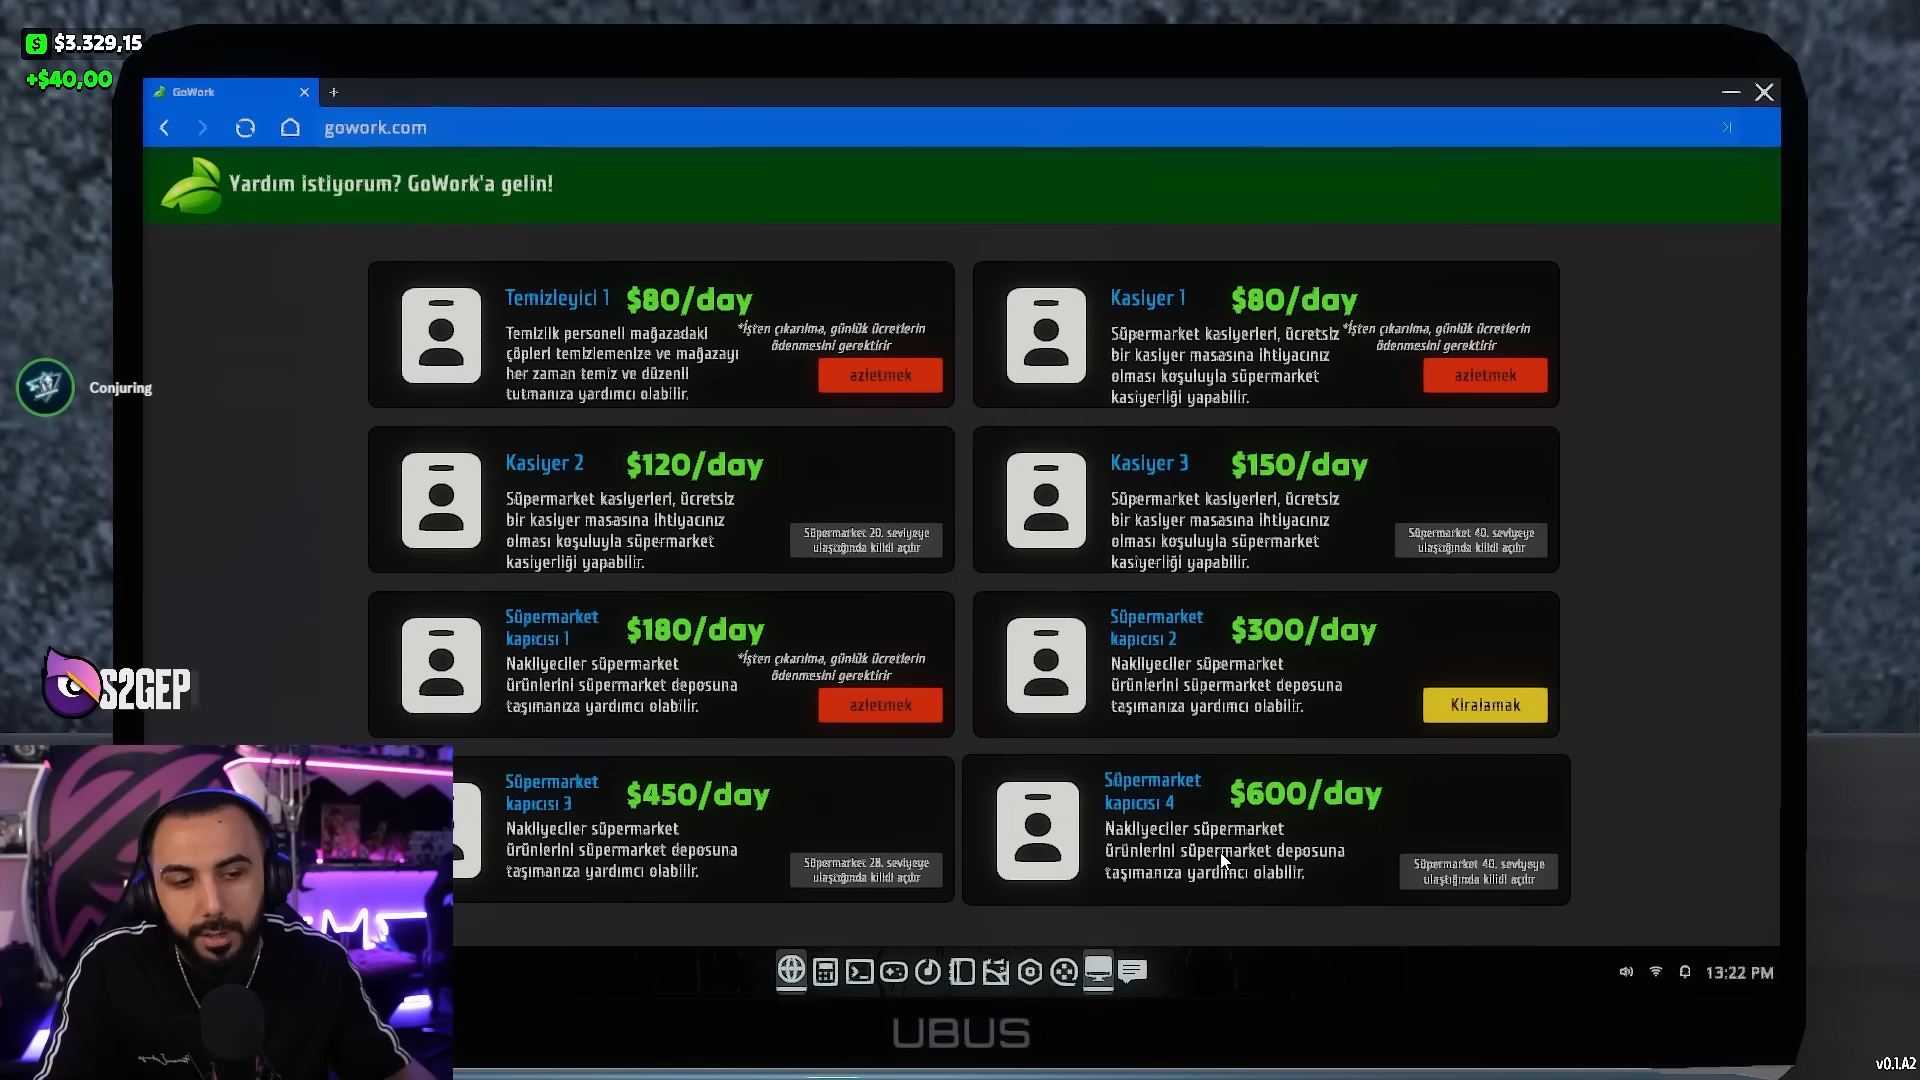 $3.329,15
+$40,00
GoWork
gowork.com
Yardım istiyorum? GoWork'a gelin!
Temizleyici 1 $80/day
Temizlik personeli mağazadaki
çöpleri temizlemenize ve mağazayı
her zaman temiz ve düzenli
tutmanıza yardımcı olabilir.
*İşten çıkarılma, günlük ücretlerin
ödenmesini gerektirir
azletmek
Kasiyer 1 $80/day
Süpermarket kasiyerleri, ücretsiz
bir kasiyer masasına ihtiyacınız
olması koşuluyla süpermarket
kasiyerliği yapabilir.
*İşten çıkarılma, günlük ücretlerin
ödenmesini gerektirir
azletmek
Conjuring
Kasiyer 2 $120/day
Süpermarket kasiyerleri, ücretsiz
bir kasiyer masasına ihtiyacınız
olması koşuluyla süpermarket
kasiyerliği yapabilir.
Süpermarket 20. seviyeye
ulaştığında kilidi açılır
Kasiyer 3 $150/day
Süpermarket kasiyerleri, ücretsiz
bir kasiyer masasına ihtiyacınız
olması koşuluyla süpermarket
kasiyerliği yapabilir.
Süpermarket 40. seviyeye
ulaştığında kilidi açılır
Süpermarket
kapıcısı 1 $180/day
Nakliyeciler süpermarket
ürünlerini süpermarket deposuna
taşımanıza yardımcı olabilir.
*İşten çıkarılma, günlük ücretlerin
ödenmesini gerektirir
azletmek
Süpermarket
kapıcısı 2 $300/day
Nakliyeciler süpermarket
ürünlerini süpermarket deposuna
taşımanıza yardımcı olabilir.
Kiralamak
S2GEP
Süpermarket
kapıcısı 3 $450/day
Nakliyeciler süpermarket
ürünlerini süpermarket deposuna
taşımanıza yardımcı olabilir.
Süpermarket 28. seviyeye
ulaştığında kilidi açılır
Süpermarket
kapıcısı 4 $600/day
Nakliyeciler süpermarket
ürünlerini süpermarket deposuna
taşımanıza yardımcı olabilir.
Süpermarket 40. seviyeye
ulaştığında kilidi açılır
13:22 PM
UBUS
v0.1.A2